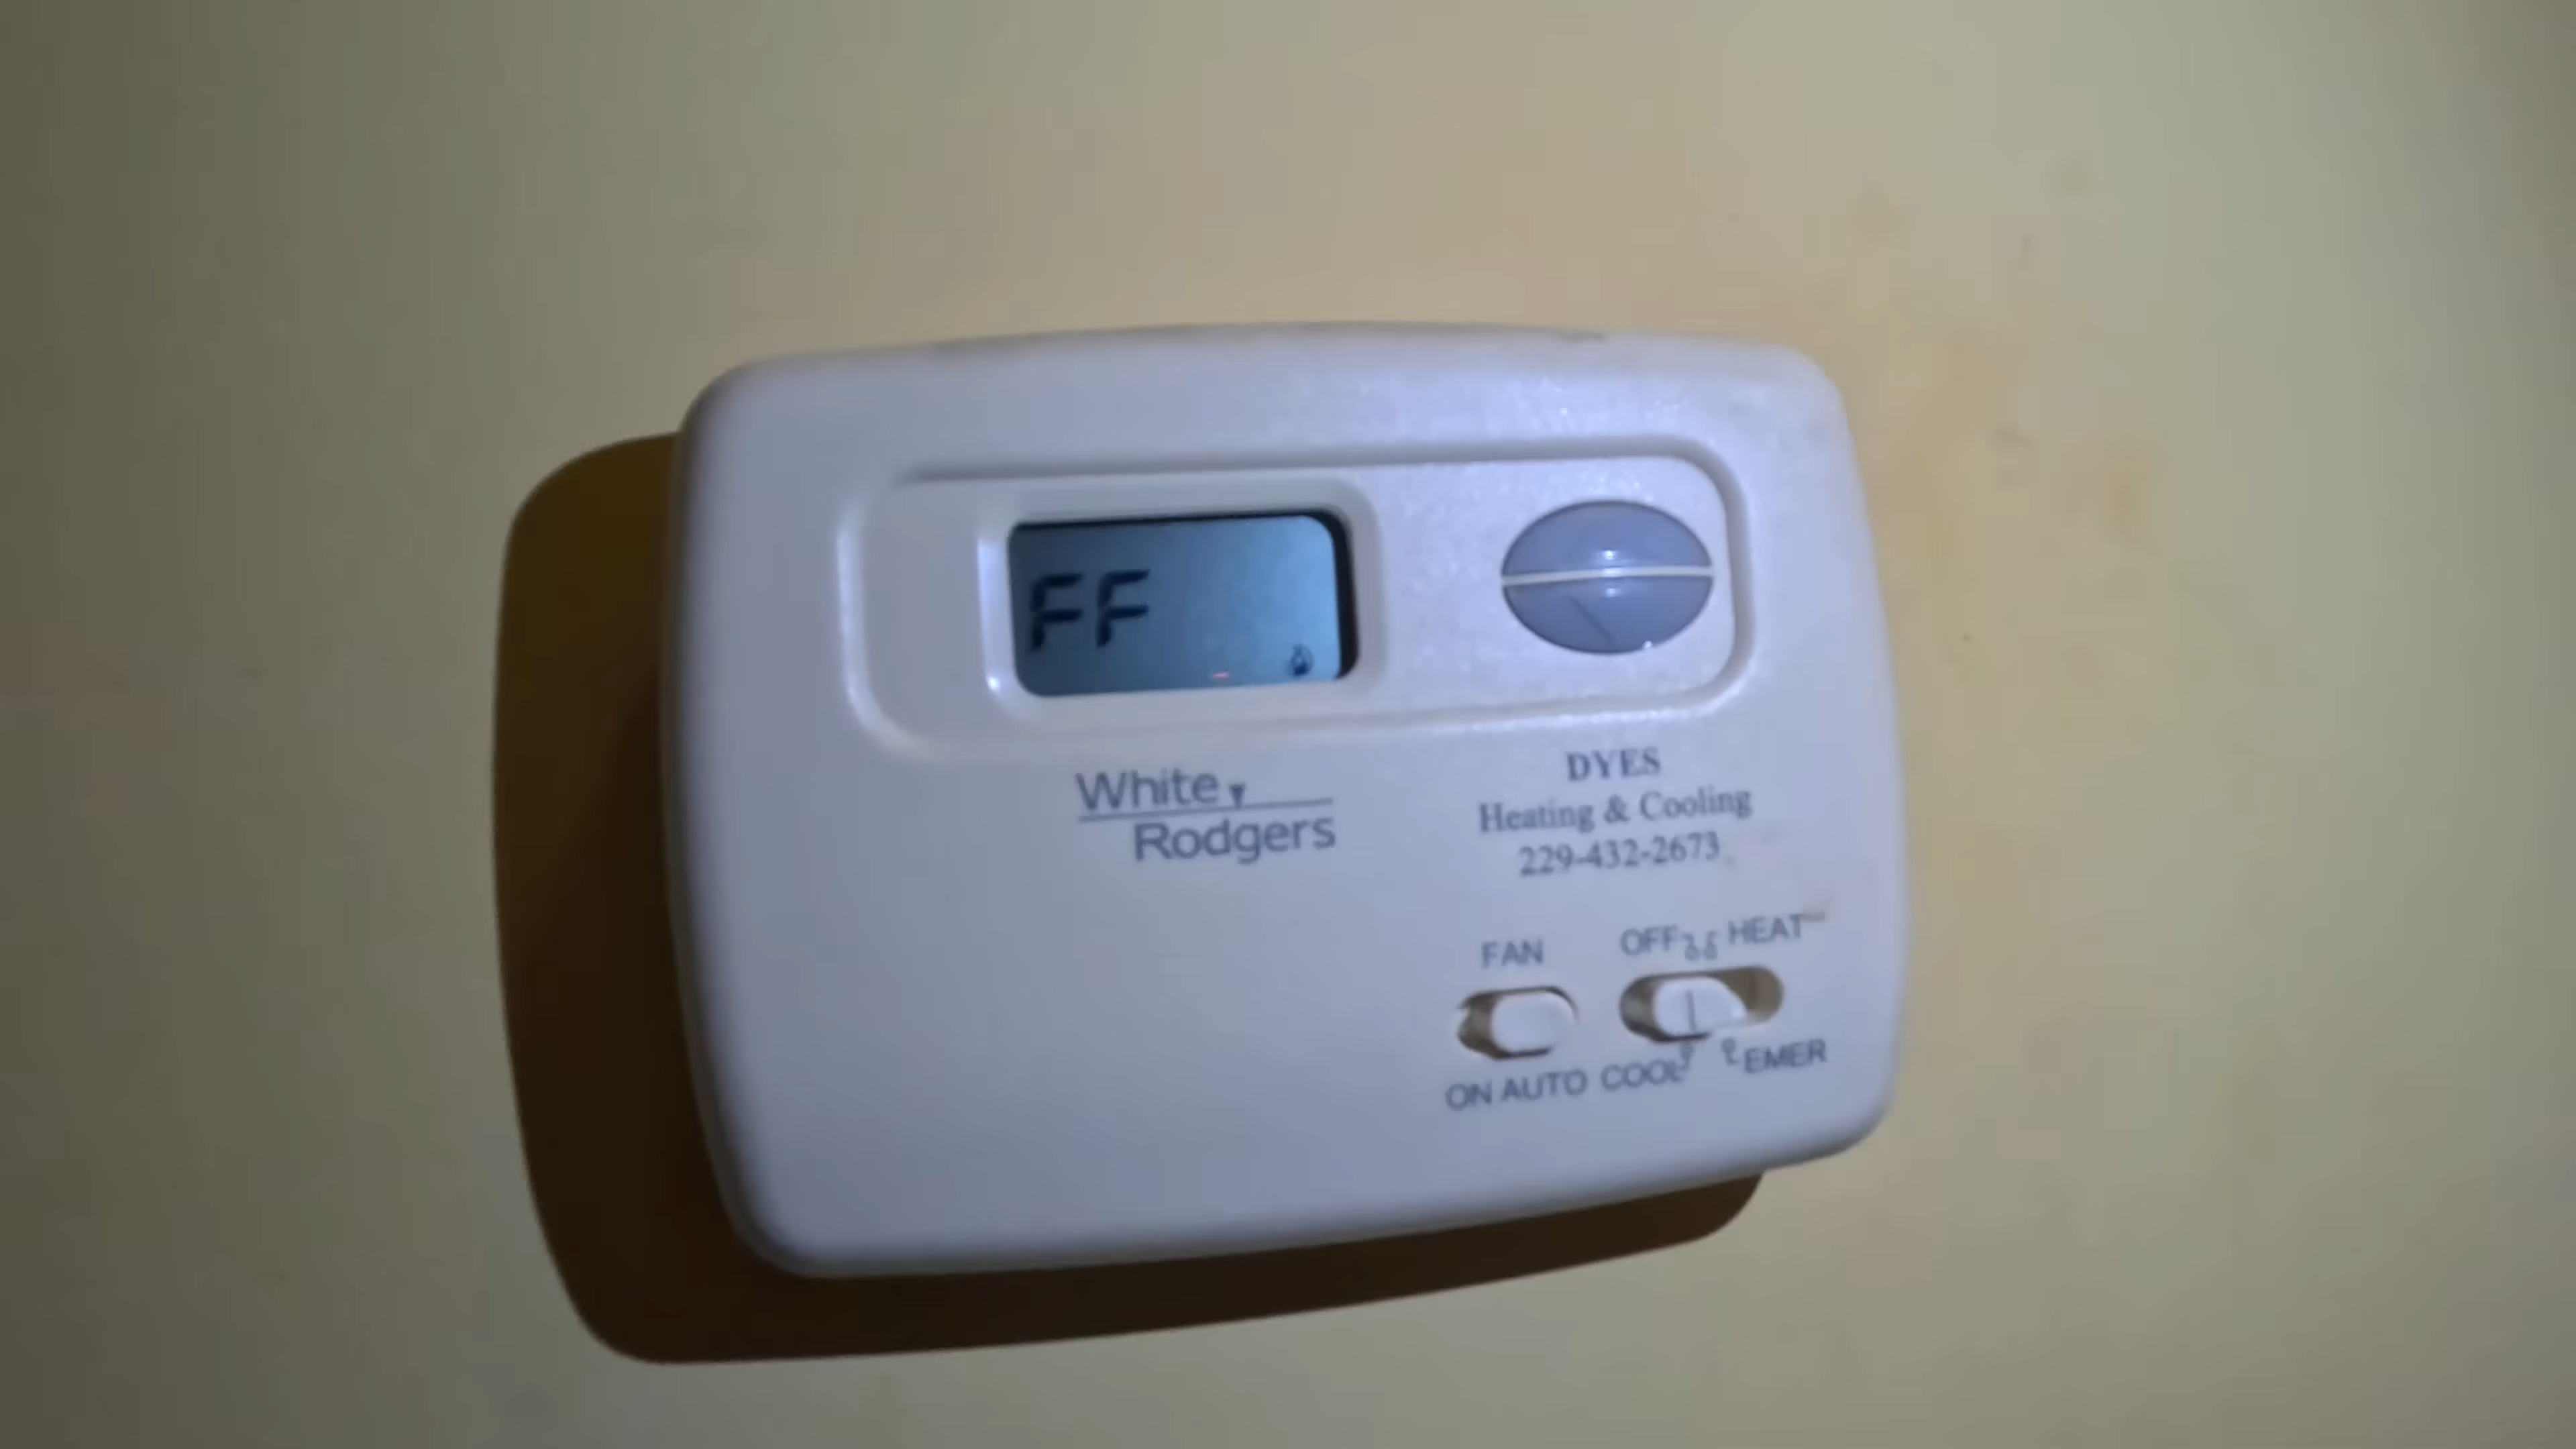 FF
White
Rodgers
DYES
Heating & Cooling
229-432-2673
FAN
OFF HEAT
ON AUTO COOL EMER